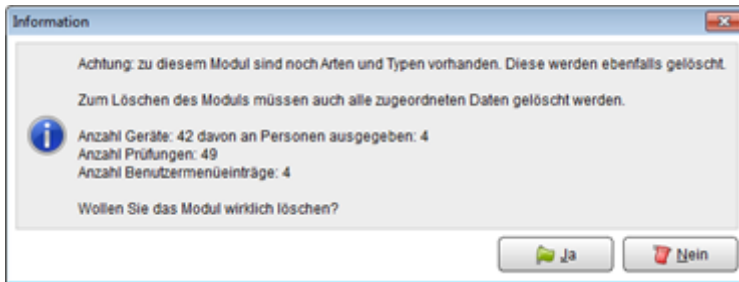 Information
Achtung: zu diesem Modul sind noch Arten und Typen vorhanden. Diese werden ebenfalls gelöscht.
Zum Löschen des Moduls müssen auch alle zugeordneten Daten gelöscht werden.
Anzahl Geräte: 42 davon an Personen ausgegeben: 4
Anzahl Prüfungen: 49
Anzahl Benutzermenüeinträge: 4
Wollen Sie das Modul wirklich löschen?
Ja
Nein